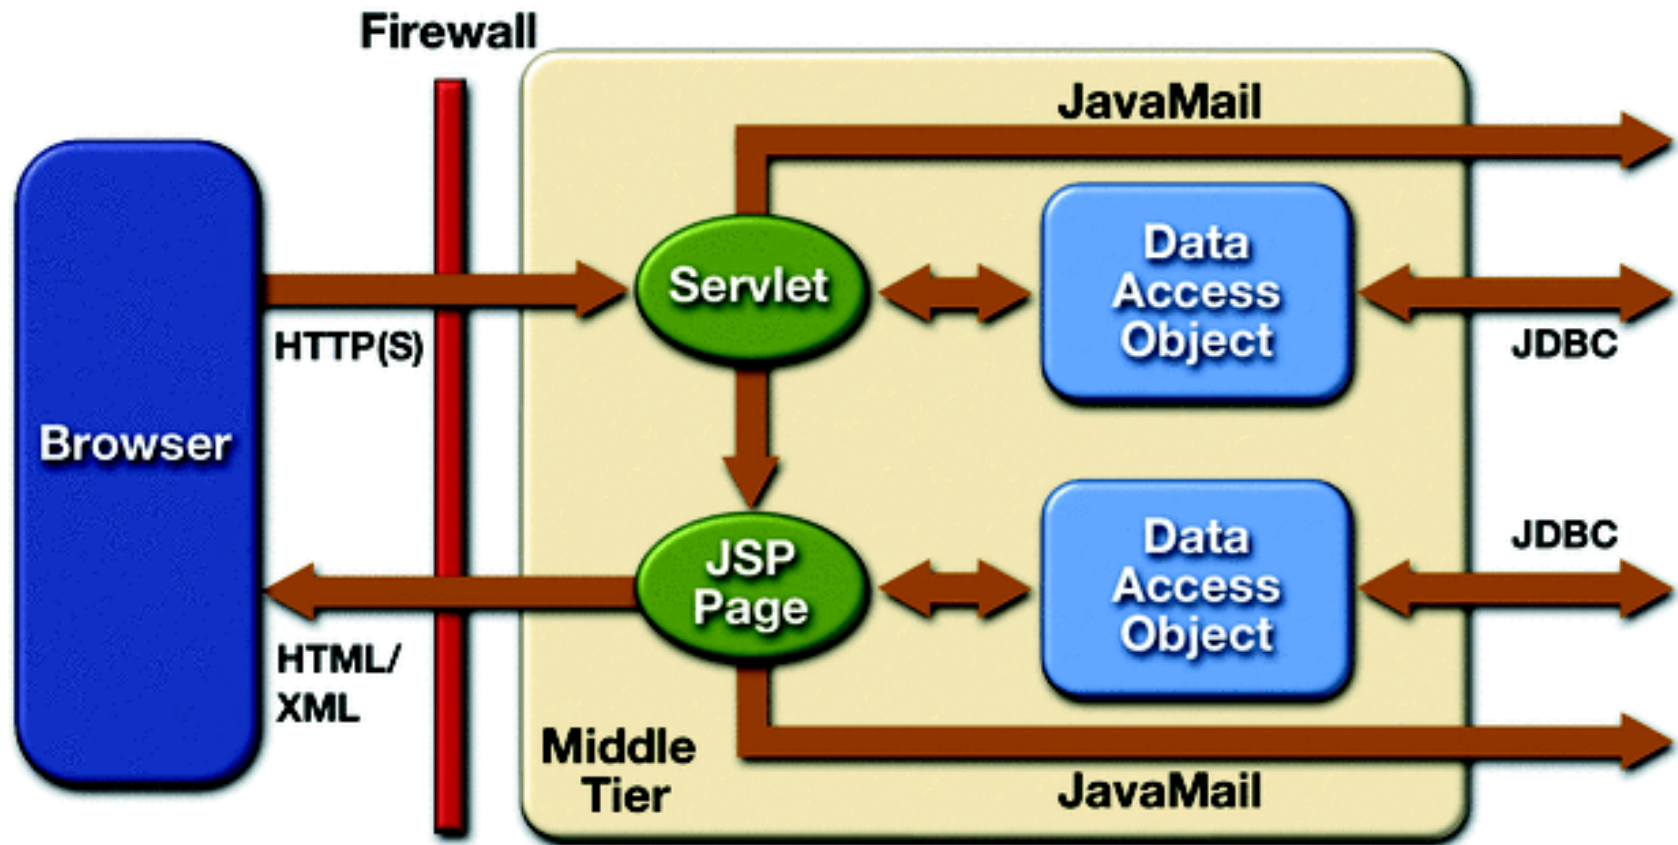 Firewall
JavaMail
Data
Access
Object
Servlet
HTTP(S)
JDBC
Browser
JSP
Page
Data
Access
Object
JDBC
HTML/
XML
Middle
Tier
JavaMail